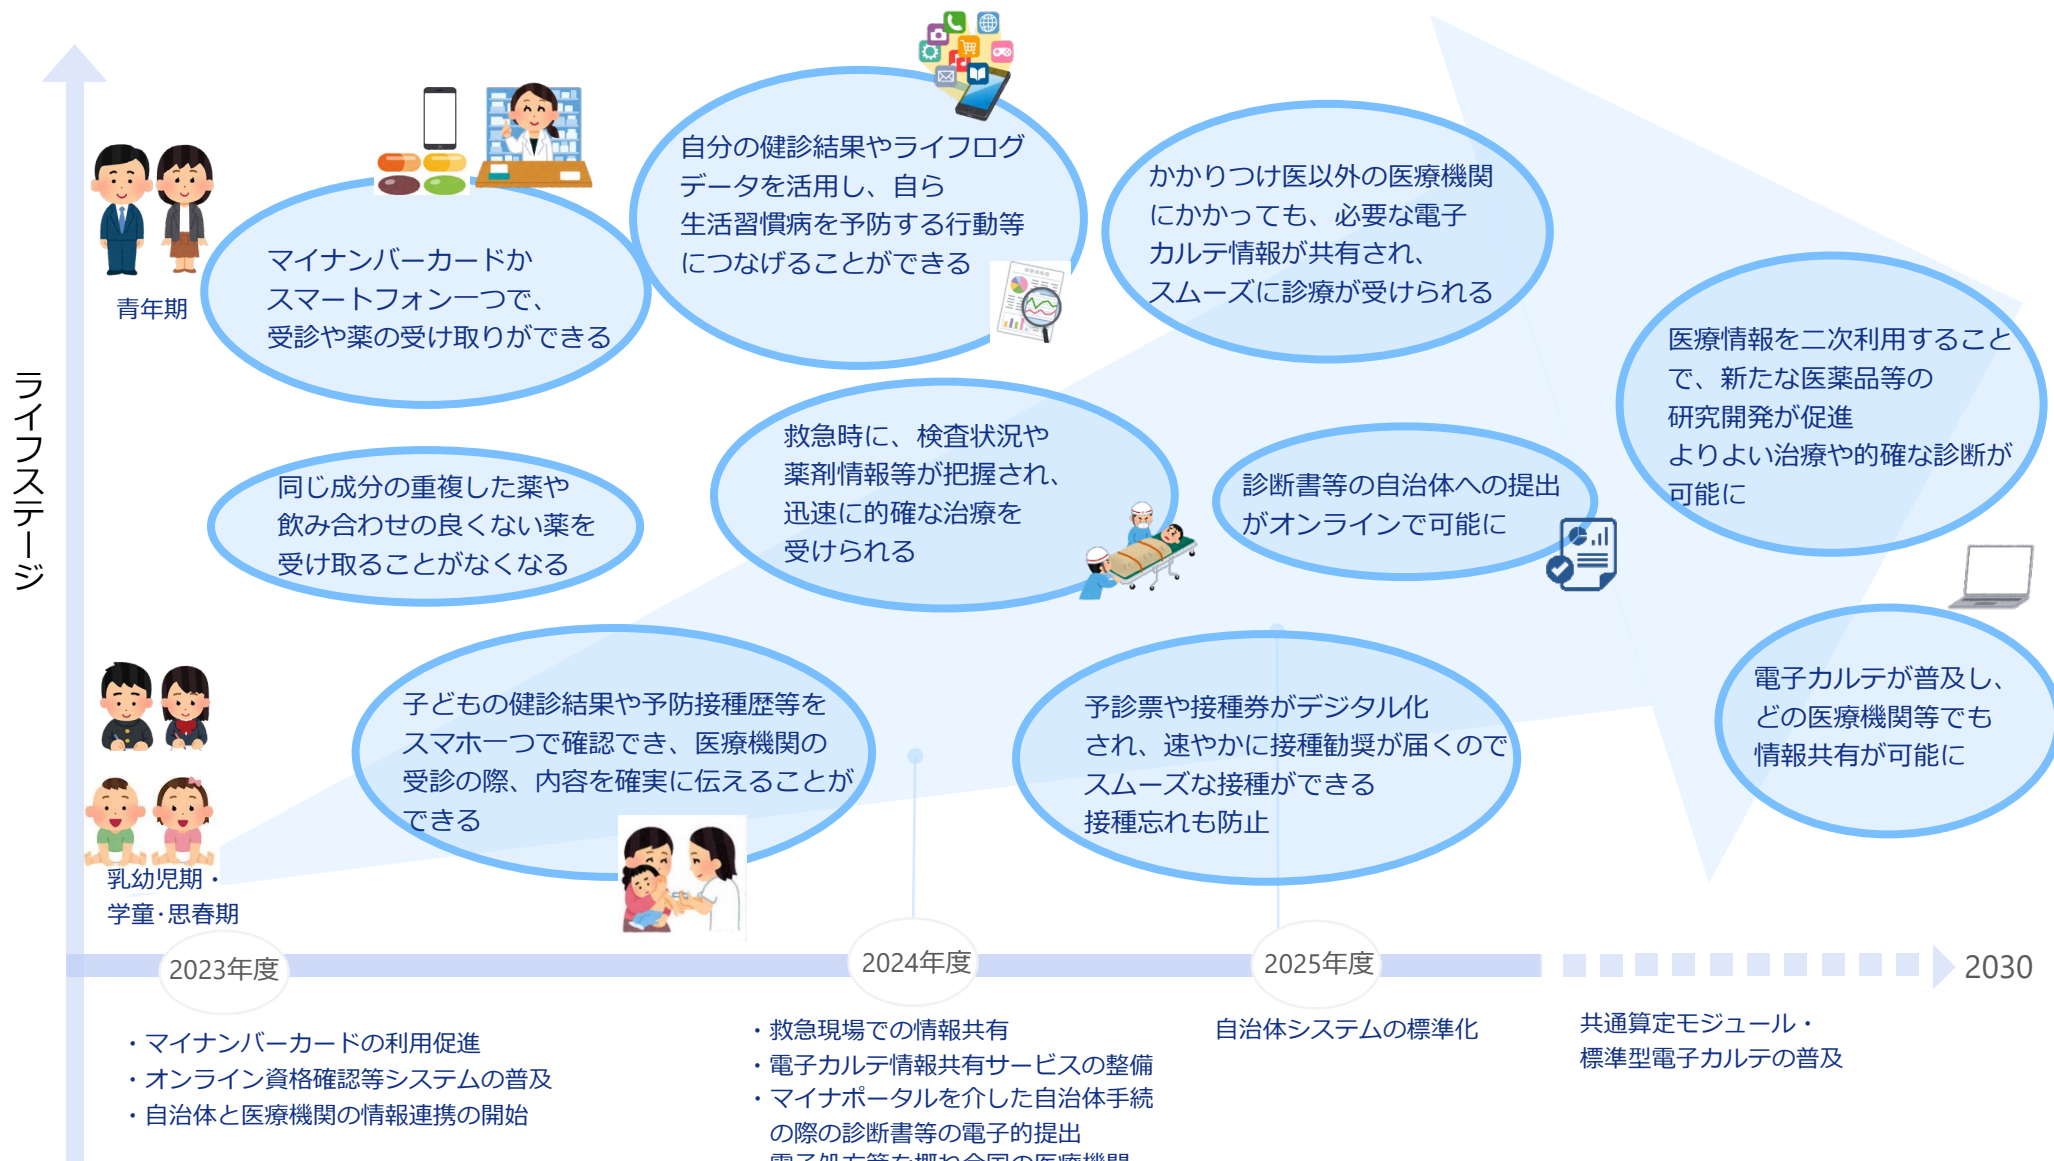 ライフステージ
青年期
マイナンバーカードか
スマートフォン一つで、
受診や薬の受け取りができる
自分の健診結果やライフログ
データを活用し、自ら
生活習慣病を予防する行動等
につなげることができる
かかりつけ医以外の医療機関
にかかっても、必要な電子
カルテ情報が共有され、
スムーズに診療が受けられる
医療情報を二次利用すること
で、新たな医薬品等の
研究開発が促進
よりよい治療や的確な診断が
可能に
同じ成分の重複した薬や
飲み合わせの良くない薬を
受け取ることがなくなる
救急時に、検査状況や
薬剤情報等が把握され、
迅速に的確な治療を
受けられる
診断書等の自治体への提出
がオンラインで可能に
子どもの健診結果や予防接種歴等を
スマホ一つで確認でき、医療機関の
受診の際、内容を確実に伝えることが
できる
予診票や接種券がデジタル化
され、速やかに接種勧奨が届くので
スムーズな接種ができる
接種忘れも防止
電子カルテが普及し、
どの医療機関等でも
情報共有が可能に
乳幼児期・
学童・思春期
2023年度
2024年度
2025年度
2030
・マイナンバーカードの利用促進
・オンライン資格確認等システムの普及
・自治体と医療機関の情報連携の開始
・救急現場での情報共有
・電子カルテ情報共有サービスの整備
・マイナポータルを介した自治体手続
の際の診断書等の電子的提出
自治体システムの標準化
共通算定モジュール・
標準型電子カルテの普及